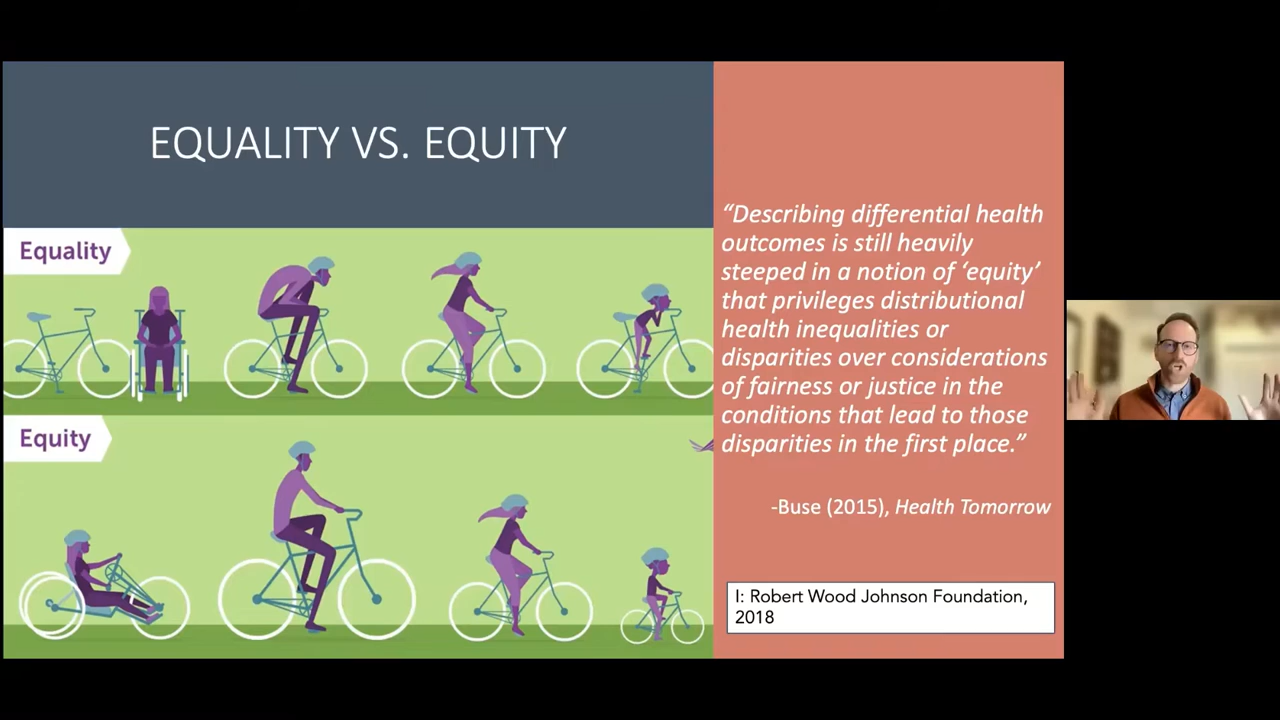 EQUALITY VS. EQUITY
Equality
Equity
“Describing differential health
outcomes is still heavily
steeped in a notion of ‘equity’
that privileges distributional
health inequalities or
disparities over considerations
of fairness or justice in the
conditions that lead to those
disparities in the first place.”
-Buse (2015), Health Tomorrow
I: Robert Wood Johnson Foundation,
2018